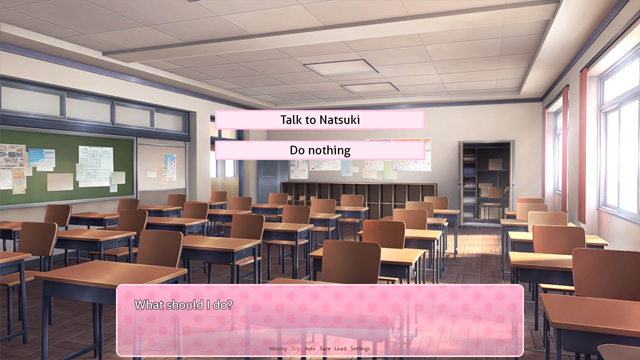 Talk to Natsuki
Do nothing
What should I do?
History Skip Auto Save Load Settings